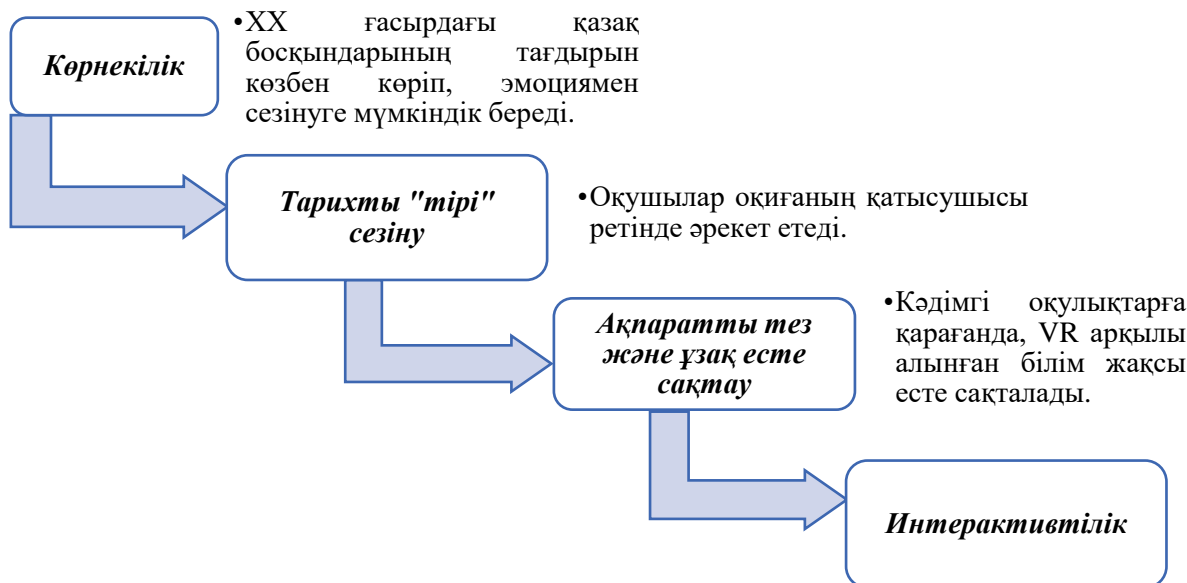 Көрнекілік
•XX ғасырдағы қазақ
босқындарының тағдырын
көзбен көріп, эмоциямен
сезінуге мүмкіндік береді.
Тарихты "тірі"
сезіну
•Оқушылар оқиғаның қатысушысы
ретінде әрекет етеді.
Ақпаратты тез
және ұзақ есте
сақтау
•Кәдімгі оқулықтарға
қарағанда, VR арқылы
алынған білім жақсы
есте сақталады.
Интерактивтілік